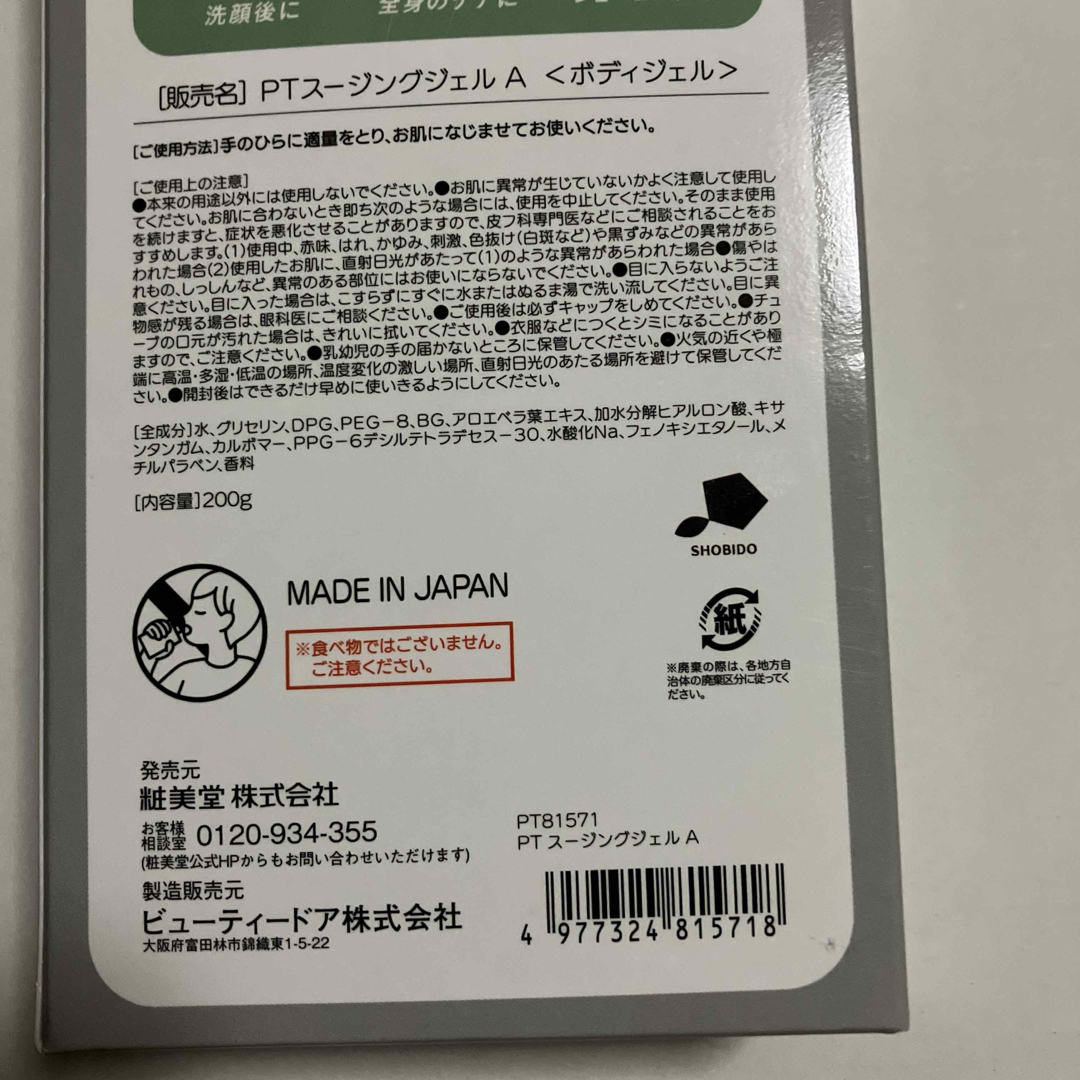 洗顔後に
全身のケアに
[販売名] PTスージングジェル A <ボディジェル>
[ご使用方法]手のひらに適量をとり、お肌になじませてお使いください。
[ご使用上の注意]
●本来の用途以外には使用しないでください。●お肌に異常が生じていないかよく注意して使用し
てください。お肌に合わないとき即ち次のような場合には、使用を中止してください。そのまま使用
を続けますと、症状を悪化させることがありますので、皮フ科専門医などにご相談されることをお
すすめします。(1)使用中、赤味、はれ、かゆみ、刺激、色抜け(白斑など)や黒ずみなどの異常があら
われた場合(2)使用したお肌に、直射日光があたって(1)のような異常があらわれた場合●傷やは
れもの、しっしんなど、異常のある部位にはお使いにならないでください。●目に入らないようご注
意ください。目に入った場合は、こすらずにすぐに水またはぬるま湯で洗い流してください。目に異
物感が残る場合は、眼科医にご相談ください。●ご使用後は必ずキャップをしめてください。●チュ
ーブの口元が汚れた場合は、きれいに拭いてください。●衣服などにつくとシミになることがあり
ますので、ご注意ください。●乳幼児の手の届かないところに保管してください。●火気の近くや極
端に高温・多湿・低温の場所、温度変化の激しい場所、直射日光のあたる場所を避けて保管してくだ
さい。●開封後はできるだけ早めに使いきるようにしてください。
[全成分]水、グリセリン、DPG、PEG-8、BG、アロエベラ葉エキス、加水分解ヒアルロン酸、キサ
ンタンガム、カルボマー、PPG-6デシルテトラデセス-30、水酸化Na、フェノキシエタノール、メ
チルパラベン、香料
[内容量]200g
SHOBIDO
MADE IN JAPAN
※食べ物ではございません。
ご注意ください。
紙
※廃棄の際は、各地方自
治体の廃棄区分に従ってく
ださい。
発売元
粧美堂 株式会社
お客様
相談室 0120-934-355
(粧美堂公式HPからもお問い合わせいただけます)
製造販売元
ビューティードア株式会社
大阪府富田林市錦織東1-5-22
PT81571
PT スージングジェル A
4 977324 815718